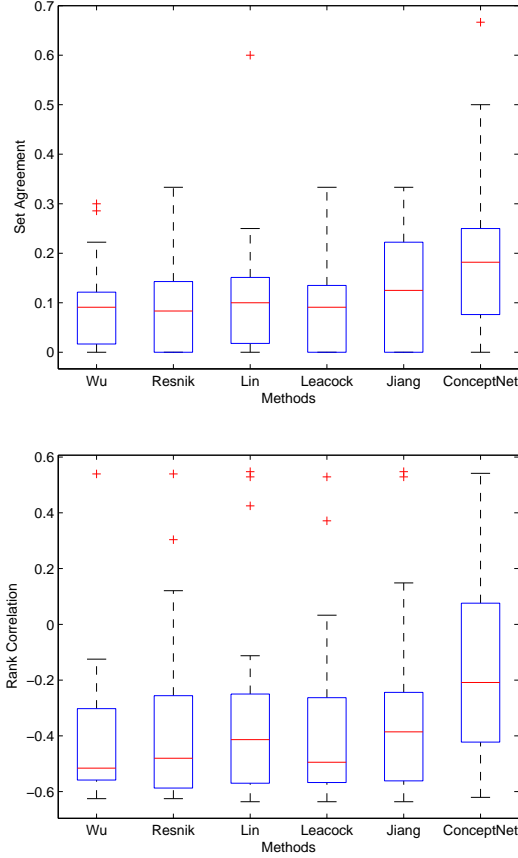 0.7
0.6
0.5
0.4
0.3
0.2
0.1
0
Set Agreement
Wu Resnik Lin Leacock Jiang ConceptNet
Methods
0.6
0.4
0.2
0
−0.2
−0.4
−0.6
Rank Correlation
Wu Resnik Lin Leacock Jiang ConceptNet
Methods